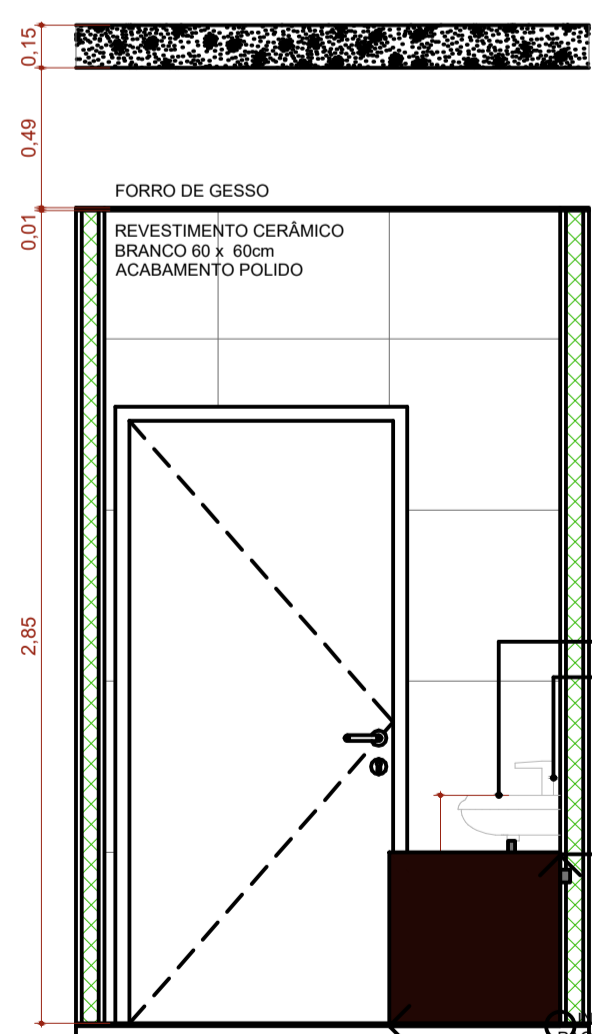 0,15
0,49
FORRO DE GESSO
0,01
REVESTIMENTO CERÂMICO
BRANCO 60 x 60cm
ACABAMENTO POLIDO
2,85